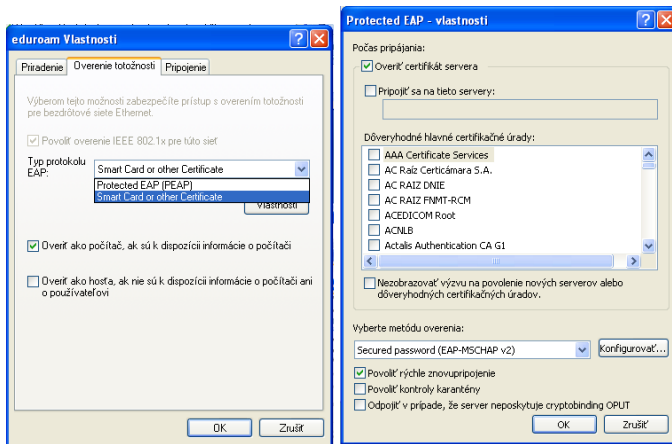 eduroam Vlastnosti
Priradenie Overenie totožnosti Pripojenie
Výberom tejto možnosti zabezpečíte prístup s overením totožnosti
pre bezdrôtové siete Ethernet.
Povoliť overenie IEEE 802.1x pre túto sieť
Typ protokolu
EAP:
Smart Card or other Certificate
Protected EAP (PEAP)
Smart Card or other Certificate
Vlastnosti
Overiť ako počítač, ak sú k dispozícii informácie o počítači
Overiť ako hosťa, ak nie sú k dispozícii informácie o počítači ani
o používateľovi
OK Zrušiť
Protected EAP - vlastnosti
Počas pripájania:
Overiť certifikát servera
Pripojiť sa na tieto servery:
Dôveryhodné hlavné certifikačné úrady:
AAA Certificate Services
AC Raíz Certicámara S.A.
AC RAIZ DNIE
AC RAIZ FNMT-RCM
ACEDICOM Root
ACNLB
Actalis Authentication CA G1
Nezobrazovať výzvu na povolenie nových serverov alebo
dôveryhodných certifikačných úradov.
Vyberte metódu overenia:
Secured password (EAP-MSCHAP v2) Konfigurovať...
Povoliť rýchle znovupripojenie
Povoliť kontroly karantény
Odpojiť v prípade, že server neposkytuje cryptobinding OPUT
OK Zrušiť